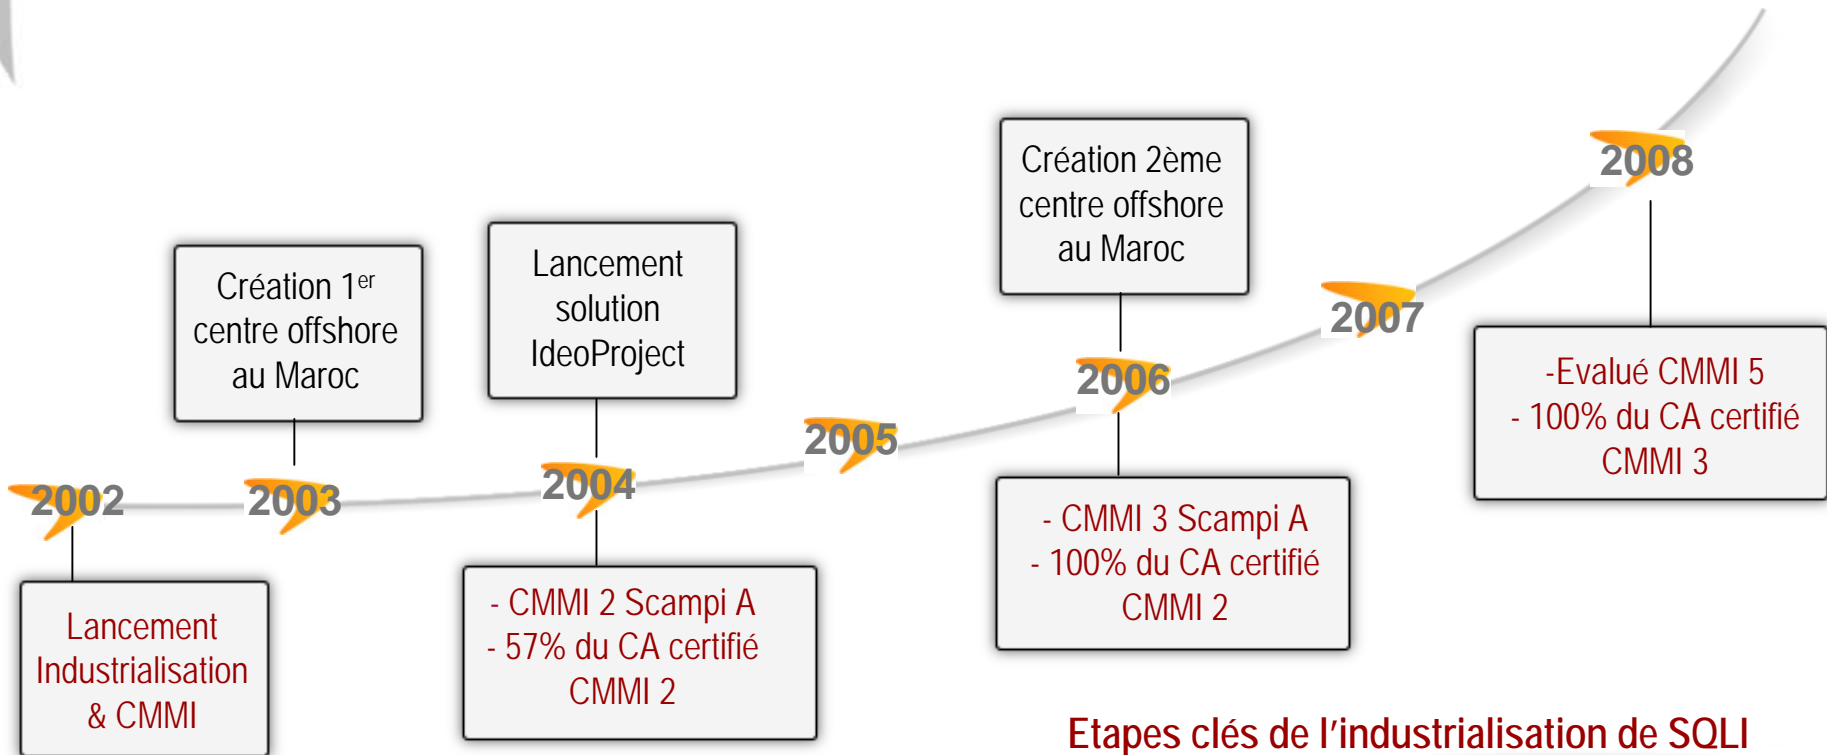 2002
Lancement
Industrialisation
& CMMI
Création 1er
centre offshore
au Maroc
2003
Lancement
solution
IdeoProject
2004
- CMMI 2 Scampi A
- 57% du CA certifié
CMMI 2
2005
Création 2ème
centre offshore
au Maroc
2006
- CMMI 3 Scampi A
- 100% du CA certifié
CMMI 2
2007
2008
-Evalué CMMI 5
- 100% du CA certifié
CMMI 3
Etapes clés de l'industrialisation de SQLI